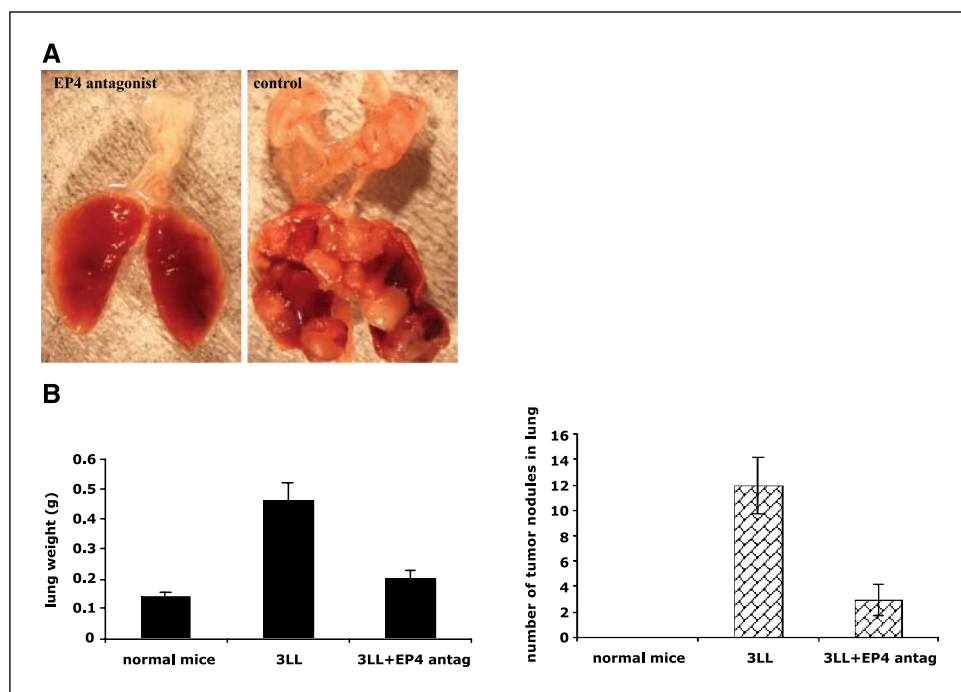 A
EP4 antagonist
control
B
lung weight (g)
0.6
0.5
0.4
0.3
0.2
0.1
0
normal mice
3LL
3LL+EP4 antag
number of tumor nodules in lung
16
14
12
10
8
6
4
2
0
normal mice
3LL
3LL+EP4 antag